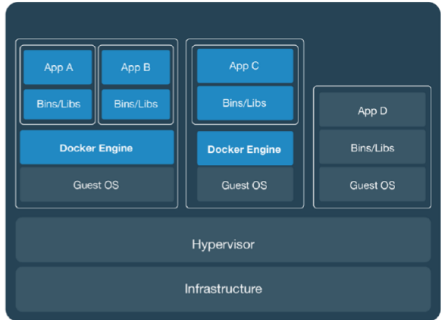 App A
App B
App C
Bins/Libs
Bins/Libs
Bins/Libs
App D
Docker Engine
Docker Engine
Bins/Libs
Guest OS
Guest OS
Guest OS
Hypervisor
Infrastructure